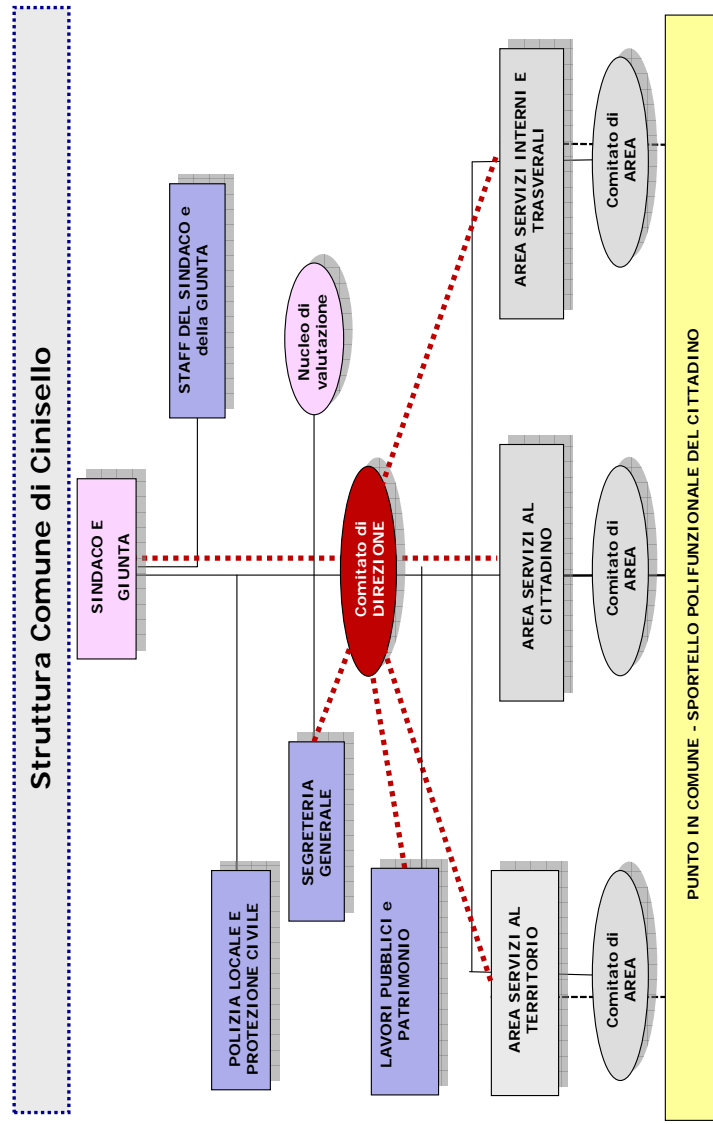 Struttura Comune di Cinisello
SINDACO E
GIUNTA
STAFF DEL SINDACO e
della GIUNTA
POLIZIA LOCALE E
PROTEZIONE CIVILE
SEGRETERIA
GENERALE
Nucleo di
valutazione
Comitato di
DIREZIONE
LAVORI PUBBLICI e
PATRIMONIO
AREA SERVIZI AL
TERRITORIO
AREA SERVIZI AL
CITTADINO
AREA SERVIZI INTERNI E
TRASVERALI
Comitato di
AREA
Comitato di
AREA
Comitato di
AREA
PUNTO IN COMUNE - SPORTELLO POLIFUNZIONALE DEL CITTADINO